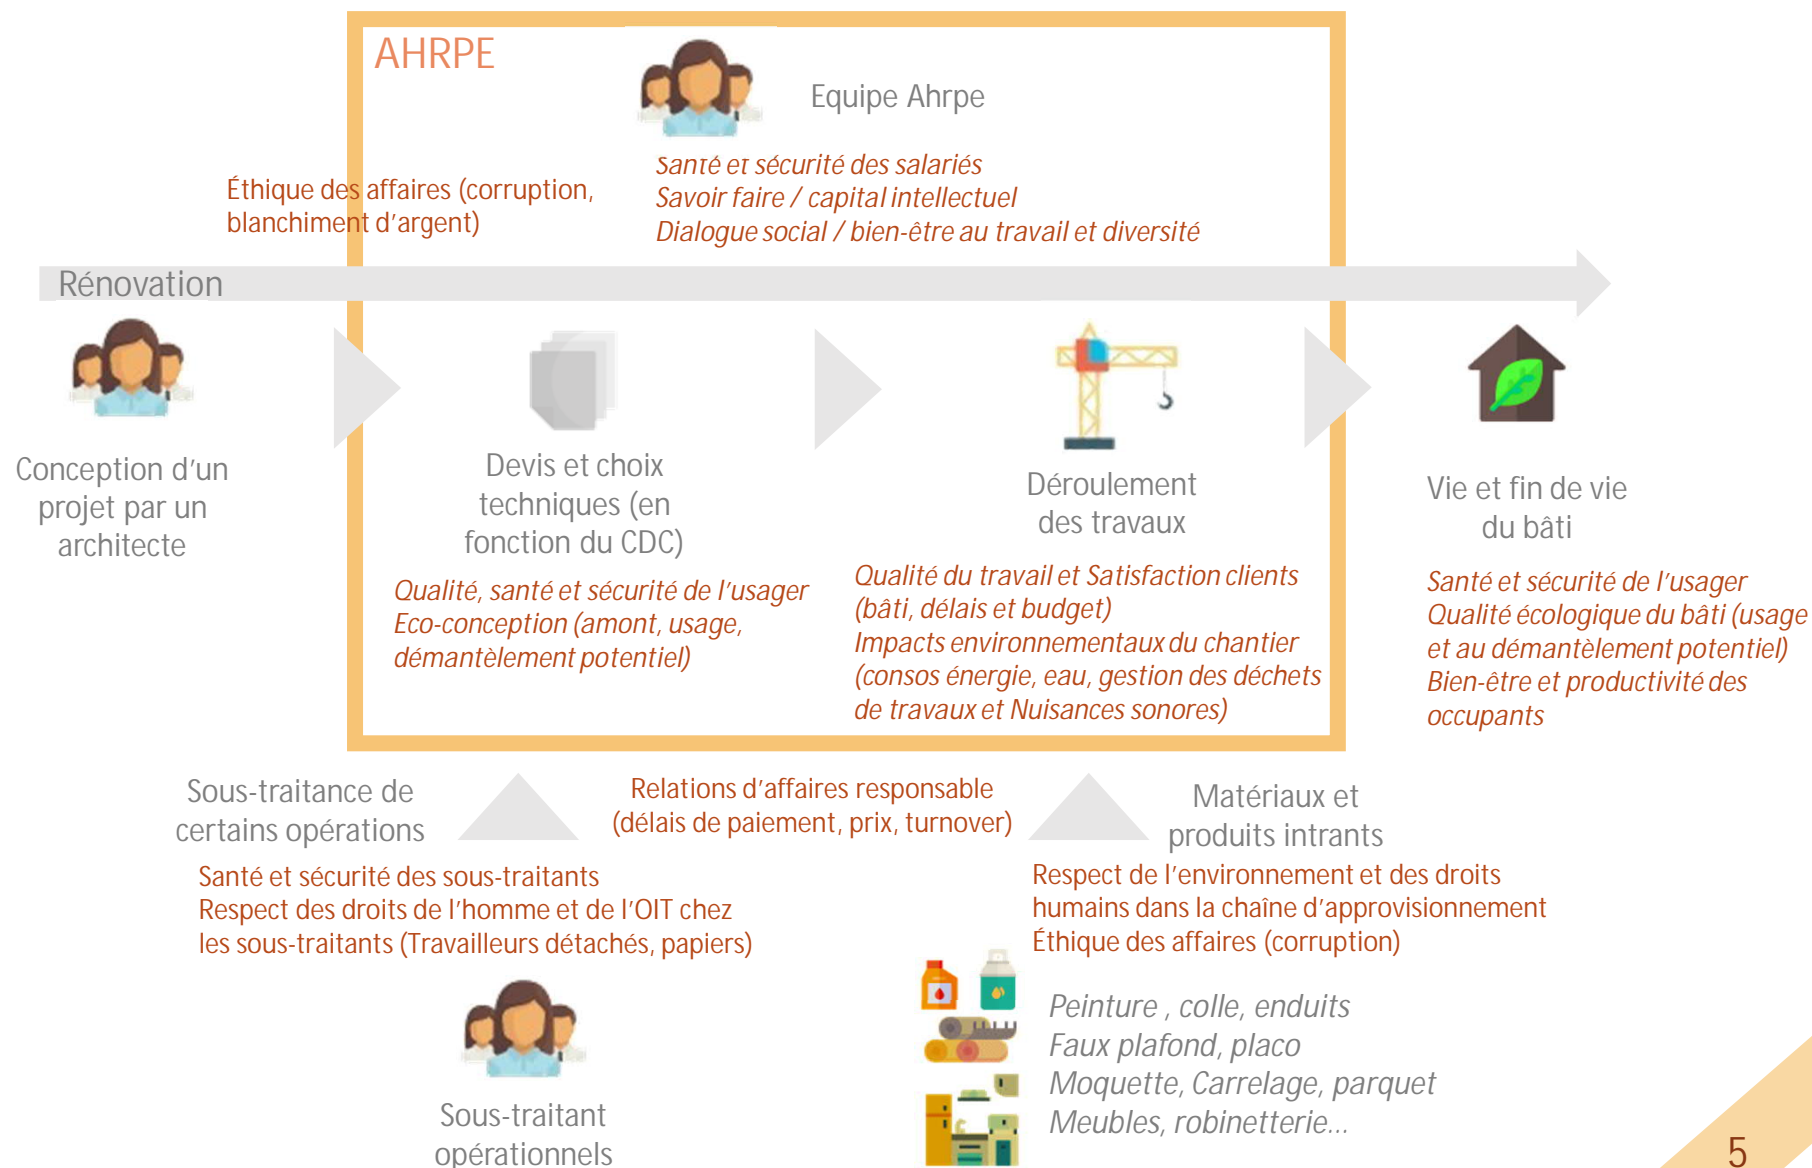 AHRPE
Equipe Ahrpe
Santé et sécurité des salariés
Savoir faire / capital intellectuel
Dialogue social / bien-être au travail et diversité
Éthique des affaires (corruption,
blanchiment d'argent)
Rénovation
Conception d'un
projet par un
architecte
Devis et choix
techniques (en
fonction du CDC)
Qualité, santé et sécurité de l'usager
Eco-conception (amont, usage,
démantèlement potentiel)
Déroulement
des travaux
Qualité du travail et Satisfaction clients
(bâti, délais et budget)
Impacts environnementaux du chantier
(consos énergie, eau, gestion des déchets
de travaux et Nuisances sonores)
Vie et fin de vie
du bâti
Santé et sécurité de l'usager
Qualité écologique du bâti (usage
et au démantèlement potentiel)
Bien-être et productivité des
occupants
Sous-traitance de
certains opérations
Relations d'affaires responsable
(délais de paiement, prix, turnover)
Matériaux et
produits intrants
Santé et sécurité des sous-traitants
Respect des droits de l'homme et de l'OIT chez
les sous-traitants (Travailleurs détachés, papiers)
Respect de l'environnement et des droits
humains dans la chaîne d'approvisionnement
Éthique des affaires (corruption)
Sous-traitant
opérationnels
Peinture , colle, enduits
Faux plafond, placo
Moquette, Carrelage, parquet
Meubles, robinetterie...
5